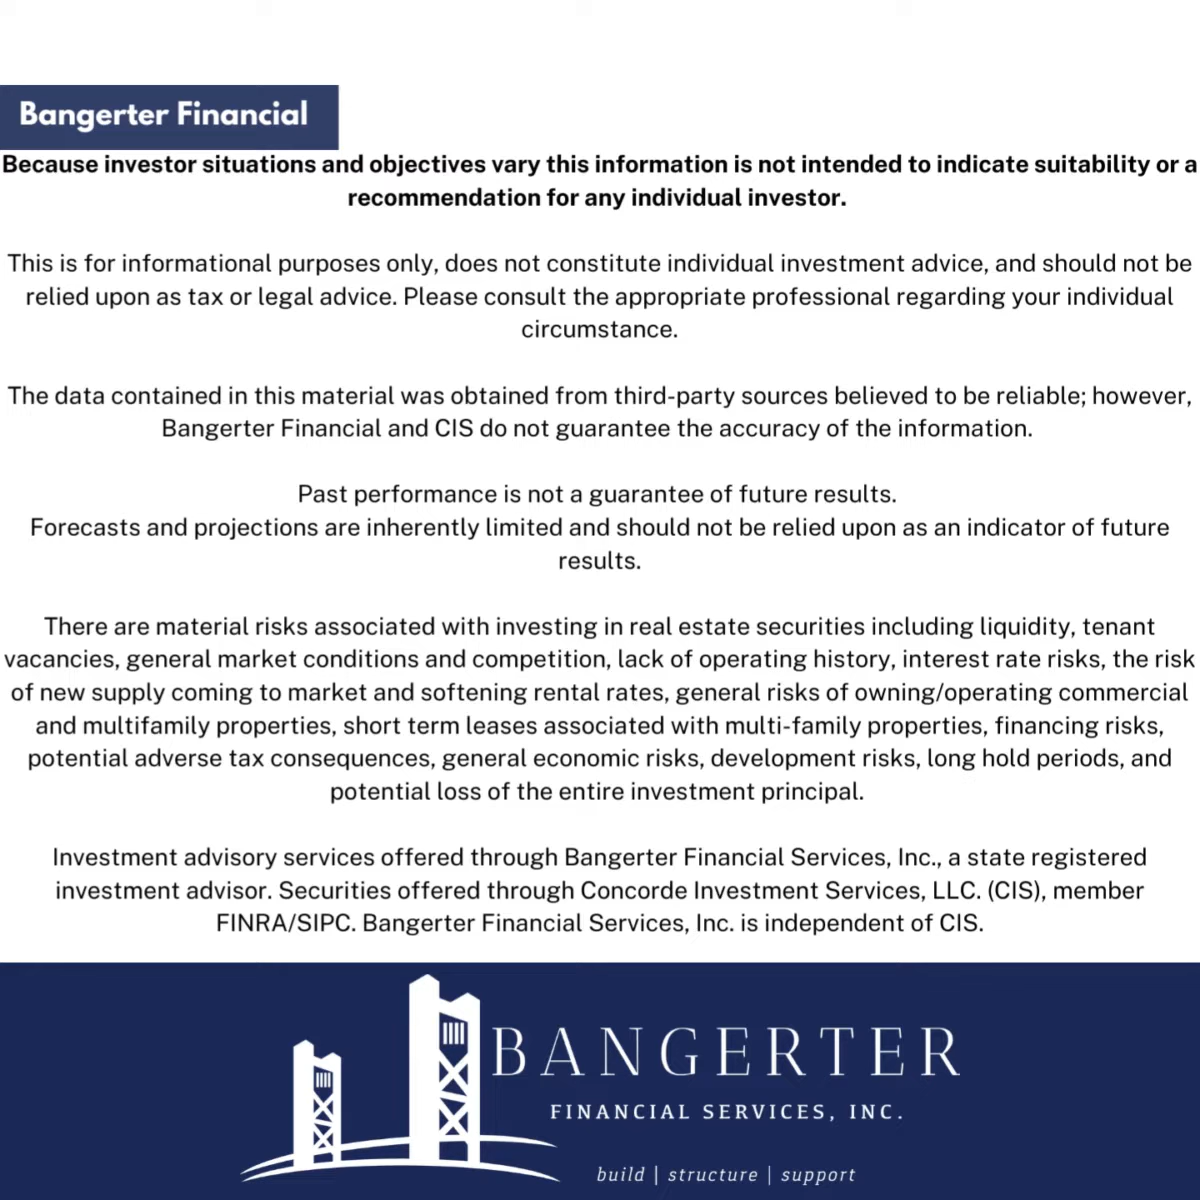 Bangerter Financial
Because investor situations and objectives vary this information is not intended to indicate suitability or a
recommendation for any individual investor.
This is for informational purposes only, does not constitute individual investment advice, and should not be
relied upon as tax or legal advice. Please consult the appropriate professional regarding your individual
circumstance.
The data contained in this material was obtained from third-party sources believed to be reliable; however,
Bangerter Financial and CIS do not guarantee the accuracy of the information.
Past performance is not a guarantee of future results.
Forecasts and projections are inherently limited and should not be relied upon as an indicator of future
results.
There are material risks associated with investing in real estate securities including liquidity, tenant
vacancies, general market conditions and competition, lack of operating history, interest rate risks, the risk
of new supply coming to market and softening rental rates, general risks of owning/operating commercial
and multifamily properties, short term leases associated with multi-family properties, financing risks,
potential adverse tax consequences, general economic risks, development risks, long hold periods, and
potential loss of the entire investment principal.
Investment advisory services offered through Bangerter Financial Services, Inc., a state registered
investment advisor. Securities offered through Concorde Investment Services, LLC. (CIS), member
FINRA/SIPC. Bangerter Financial Services, Inc. is independent of CIS.
BANGERTER
FINANCIAL SERVICES, INC.
build | structure | support